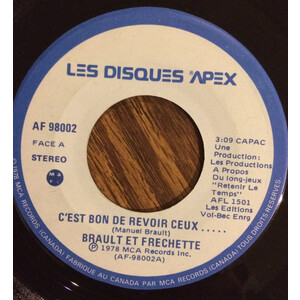 LES DISQUES APEX
AF 98002
FACE A
STEREO
M C A
3:09 CAPAC
Une
Production:
Les Productions
A Propos
Du long-jeux
"Retenir Le
Temps"
AFL 1501
Les Editions
Vol-Bec Enrg
C'EST BON DE REVOIR CEUX.....
(Manuel Brault)
BRAULT ET FRECHETTE
Ⓟ 1978 MCA Records Inc.
(AF-98002A)
© 1978 MCA RECORDS (CANADA) FABRIQUÉ AU CANADA PAR MCA RECORDS (CANADA) TOUS DROITS RESERVES